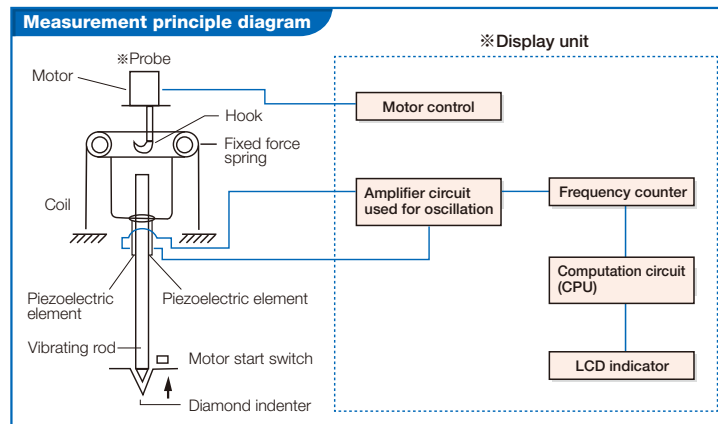 Measurement principle diagram
※Probe
Motor
Hook
Fixed force
spring
Coil
Piezoelectric
element
Piezoelectric element
Vibrating rod
Motor start switch
Diamond indenter
※Display unit
Motor control
Amplifier circuit
used for oscillation
Frequency counter
Computation circuit
(CPU)
LCD indicator